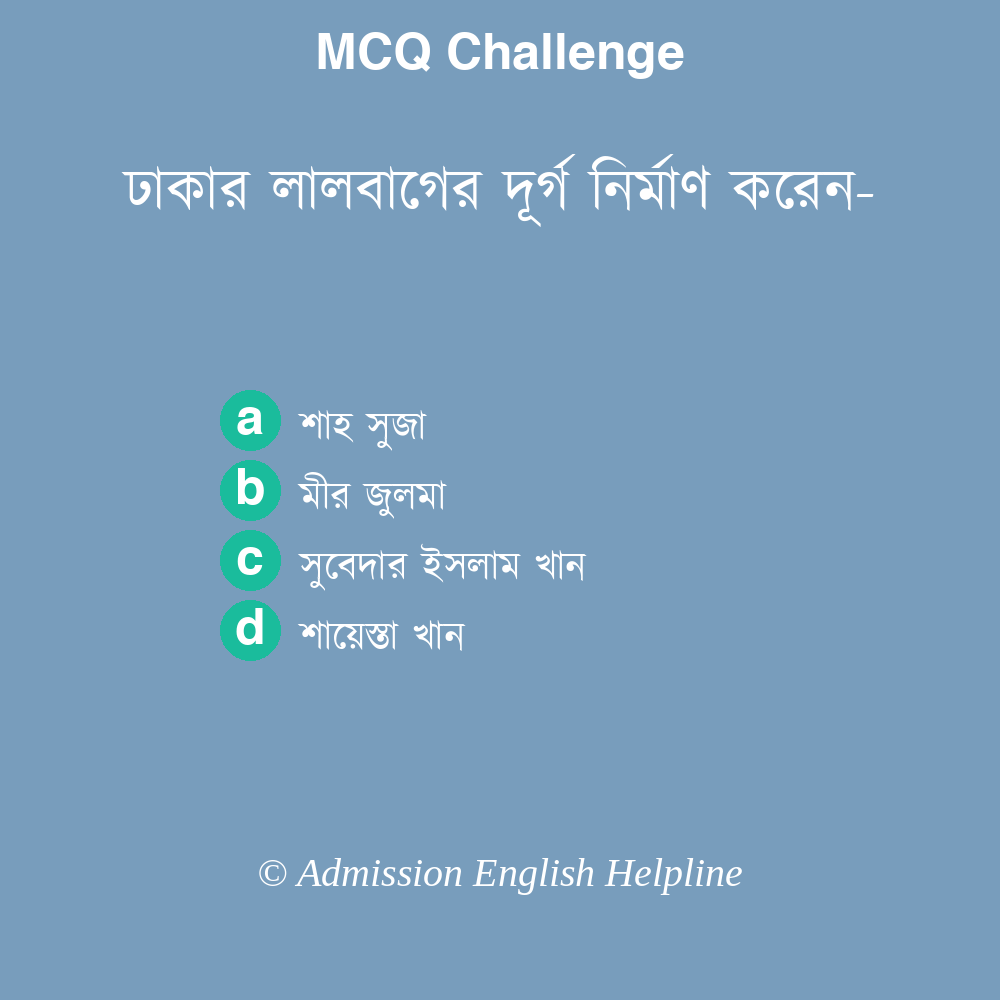 MCQ Challenge
ঢাকার লালবাগের দূর্গ নির্মাণ করেন-
a শাহ সুজা
b মীর জুলমা
c সুবেদার ইসলাম খান
d শায়েস্তা খান
© Admission English Helpline